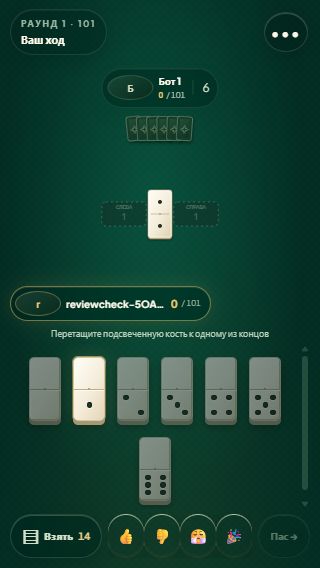 РАУНД 1 · 101
Ваш ход
•••
Б
Бот 1
0 /101
6
СЛЕВА
1
СПРАВА
1
r
reviewcheck-5OA...
0 /101
Перетащите подсвеченную кость к одному из концов
Взять 14
Пас→